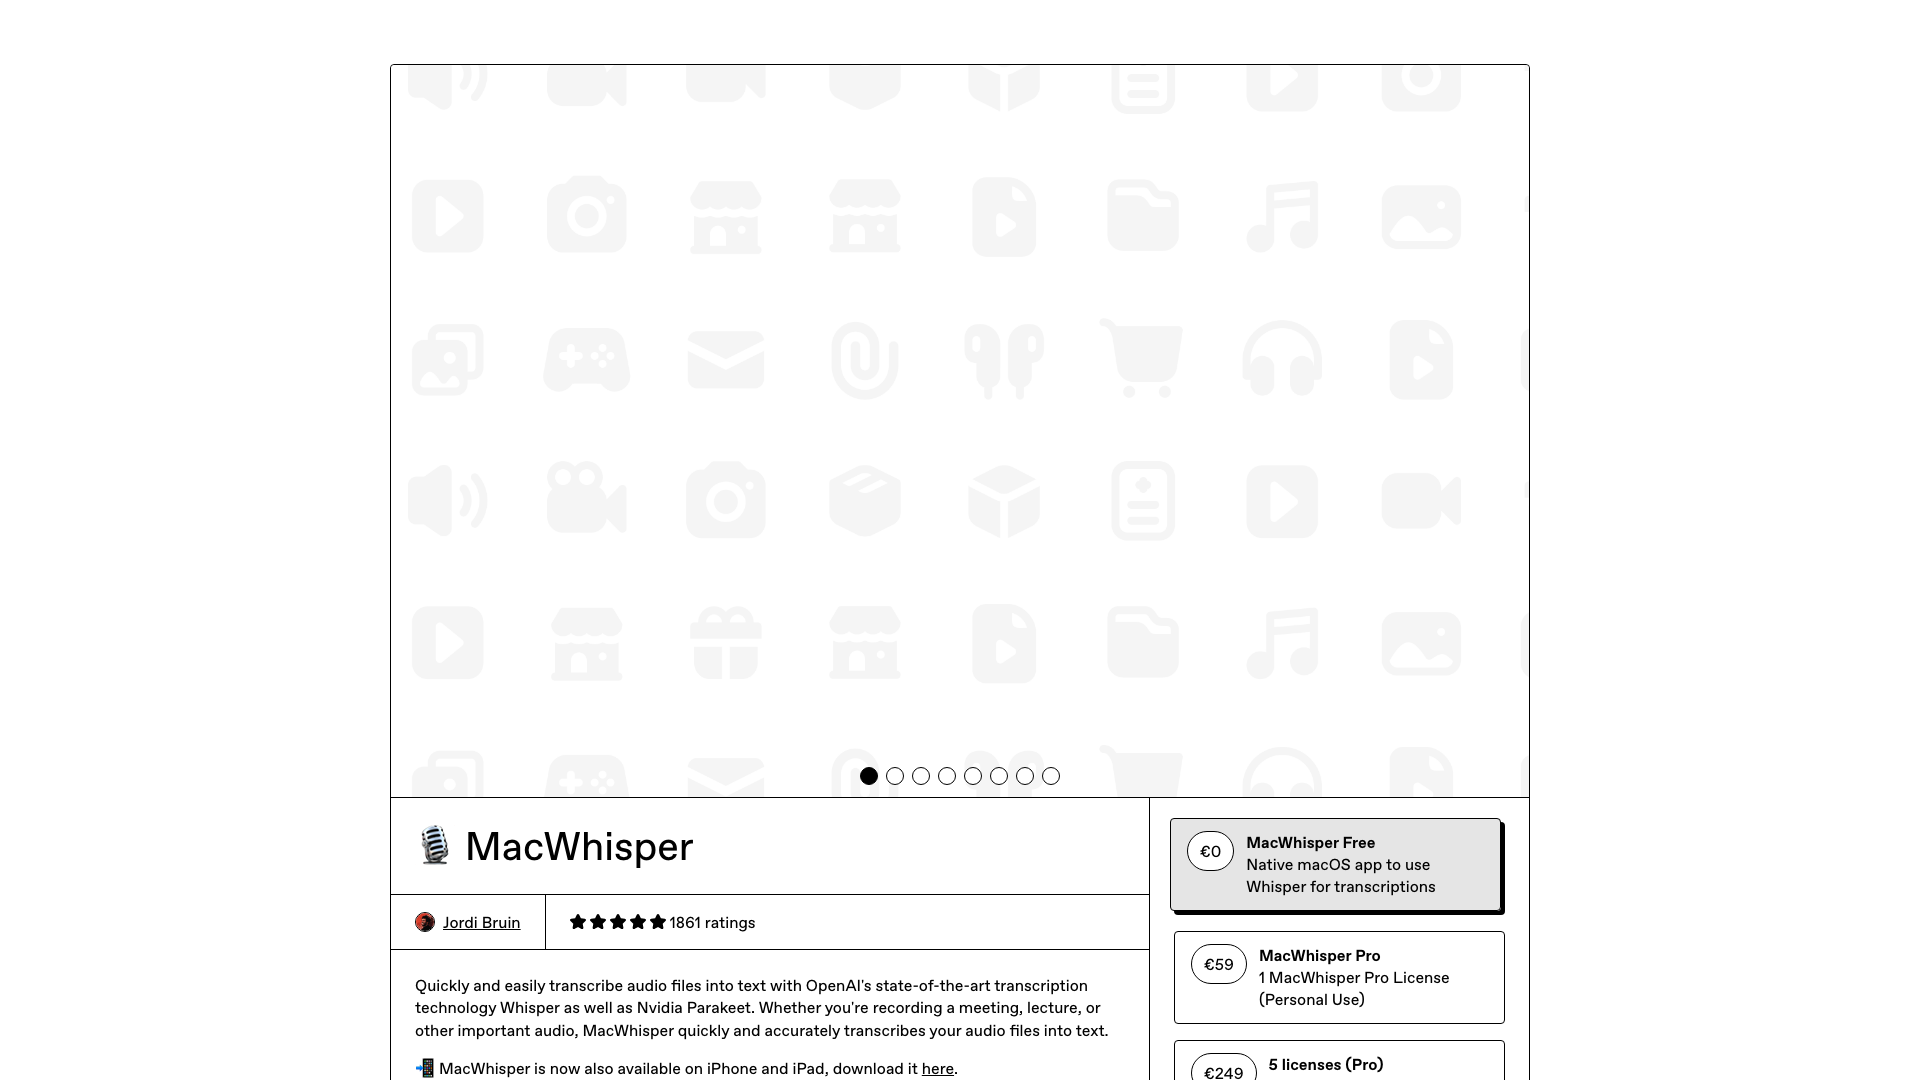 🎙️ MacWhisper
Jordi Bruin
1861 ratings
Quickly and easily transcribe audio files into text with OpenAI's state-of-the-art transcription
technology Whisper as well as Nvidia Parakeet. Whether you're recording a meeting, lecture, or
other important audio, MacWhisper quickly and accurately transcribes your audio files into text.
📲 MacWhisper is now also available on iPhone and iPad, download it here.
€0
MacWhisper Free
Native macOS app to use
Whisper for transcriptions
€59
MacWhisper Pro
1 MacWhisper Pro License
(Personal Use)
€249
5 licenses (Pro)